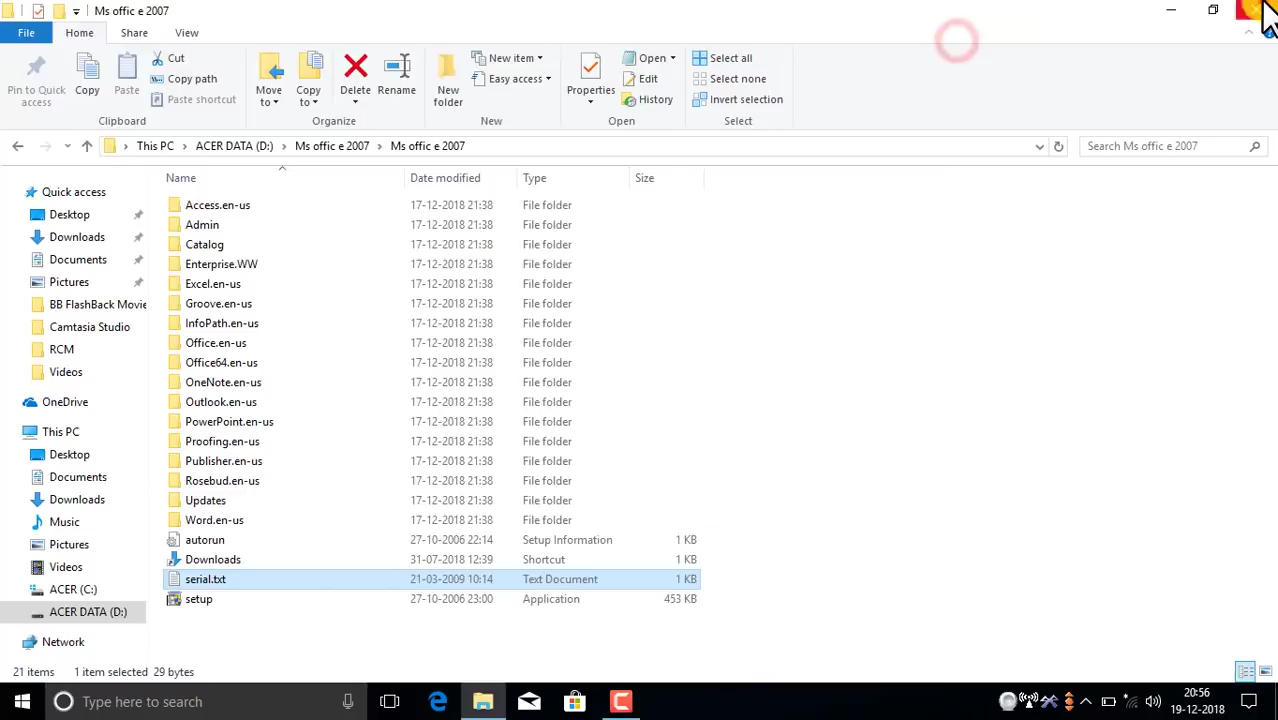 Ms office e 2007
File Home Share View
Pin to Quick access
Copy
Paste
Cut
Copy path
Paste shortcut
Move to
Copy to
Delete
Rename
New folder
New item
Easy access
Properties
Open
Edit
History
Select all
Select none
Invert selection
Clipboard Organize New Open Select
This PC ACER DATA (D:) Ms office e 2007 Ms office e 2007
Search Ms office e 2007
Name Date modified Type Size
Quick access
Desktop
Downloads
Documents
Pictures
BB FlashBack Movie
Camtasia Studio
RCM
Videos
OneDrive
This PC
Desktop
Documents
Downloads
Music
Pictures
Videos
ACER (C:)
ACER DATA (D:)
Network
Access.en-us 17-12-2018 21:38 File folder
Admin 17-12-2018 21:38 File folder
Catalog 17-12-2018 21:38 File folder
Enterprise.WW 17-12-2018 21:38 File folder
Excel.en-us 17-12-2018 21:38 File folder
Groove.en-us 17-12-2018 21:38 File folder
InfoPath.en-us 17-12-2018 21:38 File folder
Office.en-us 17-12-2018 21:38 File folder
Office64.en-us 17-12-2018 21:38 File folder
OneNote.en-us 17-12-2018 21:38 File folder
Outlook.en-us 17-12-2018 21:38 File folder
PowerPoint.en-us 17-12-2018 21:38 File folder
Proofing.en-us 17-12-2018 21:38 File folder
Publisher.en-us 17-12-2018 21:38 File folder
Rosebud.en-us 17-12-2018 21:38 File folder
Updates 17-12-2018 21:38 File folder
Word.en-us 17-12-2018 21:38 File folder
autorun 27-10-2006 22:14 Setup Information 1 KB
Downloads 31-07-2018 12:39 Shortcut 1 KB
serial.txt 21-03-2009 10:14 Text Document 1 KB
setup 27-10-2006 23:00 Application 453 KB
21 items 1 item selected 29 bytes
Type here to search
20:56
19-12-2018